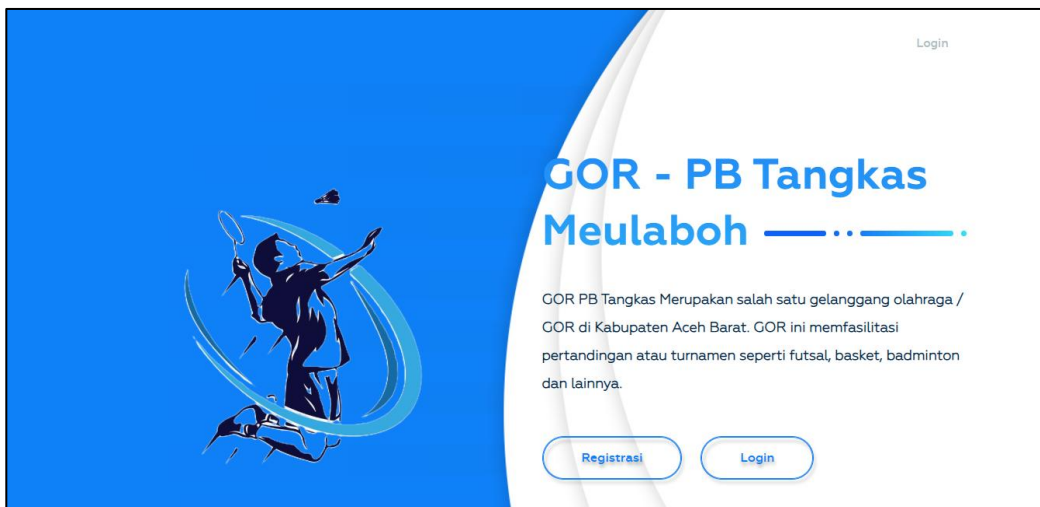 Login
GOR - PB Tangkas
Meulaboh
GOR PB Tangkas Merupakan salah satu gelanggang olahraga /
GOR di Kabupaten Aceh Barat. GOR ini memfasilitasi
pertandingan atau turnamen seperti futsal, basket, badminton
dan lainnya.
Registrasi
Login